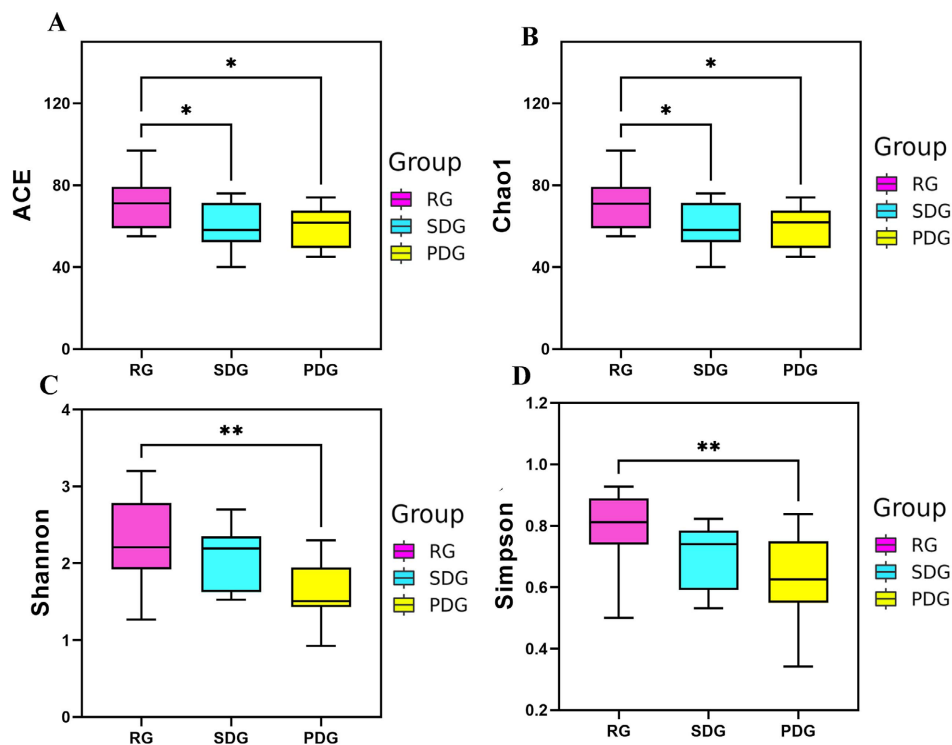 A
ACE
120
80
40
0
*
*
RG
SDG
PDG
Group
RG
SDG
PDG
B
Chao1
120
80
40
0
*
*
RG
SDG
PDG
Group
RG
SDG
PDG
C
Shannon
4
3
2
1
0
**
RG
SDG
PDG
Group
RG
SDG
PDG
D
Simpson
1.2
1.0
0.8
0.6
0.4
0.2
**
RG
SDG
PDG
Group
RG
SDG
PDG